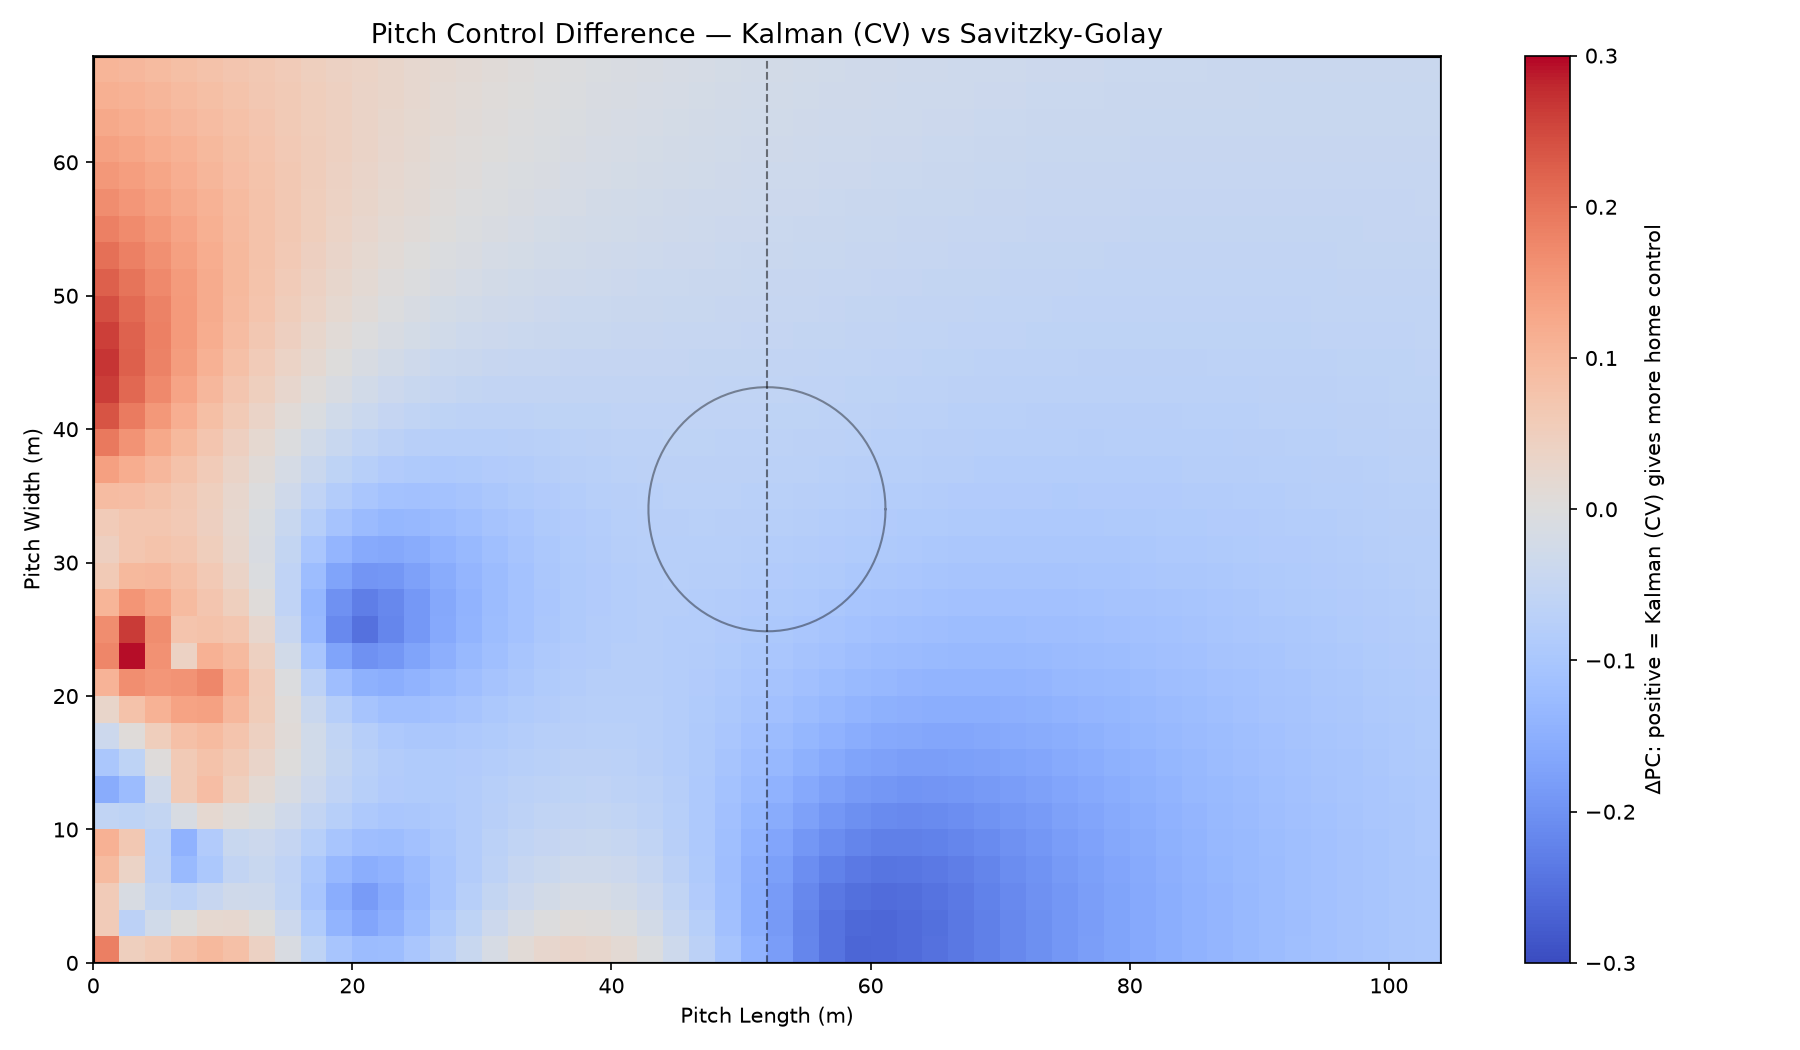 Pitch Control Difference — Kalman (CV) vs Savitzky-Golay
Pitch Width (m)
60
50
40
30
20
10
0
0 20 40 60 80 100
Pitch Length (m)
0.3
0.2
0.1
0.0
−0.1
−0.2
−0.3
ΔPC: positive = Kalman (CV) gives more home control